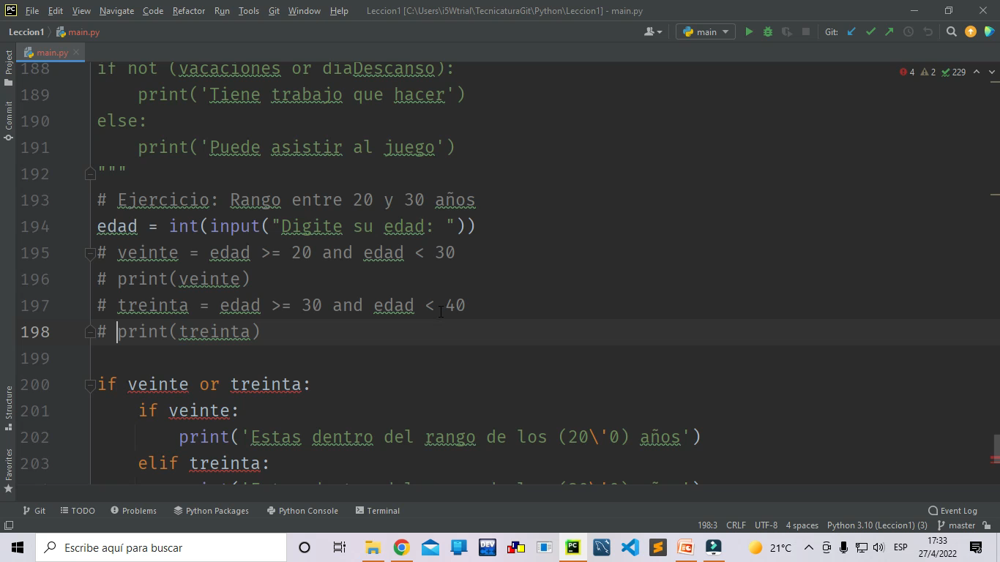 File Edit View Navigate Code Refactor Run Tools Git Window Help Leccion1 [C:\Users\i5Wtrial\TecnicaturaGit\Python\Leccion1] - main.py
Leccion1 main.py main Git:
main.py
Project
Commit
Structure
Favorites
4 2 229
188 if not (vacaciones or diaDescanso):
189 print('Tiene trabajo que hacer')
190 else:
191 print('Puede asistir al juego')
192 """
193 # Ejercicio: Rango entre 20 y 30 años
194 edad = int(input("Digite su edad: "))
195 # veinte = edad >= 20 and edad < 30
196 # print(veinte)
197 # treinta = edad >= 30 and edad < 40
198 # print(treinta)
199
200 if veinte or treinta:
201 if veinte:
202 print('Estas dentro del rango de los (20\'0) años')
203 elif treinta:
Git TODO Problems Python Packages Python Console Terminal Event Log
198:3 CRLF UTF-8 4 spaces Python 3.10 (Leccion1) (3) master
Escribe aquí para buscar
DEV
21°C ESP
17:33
27/4/2022